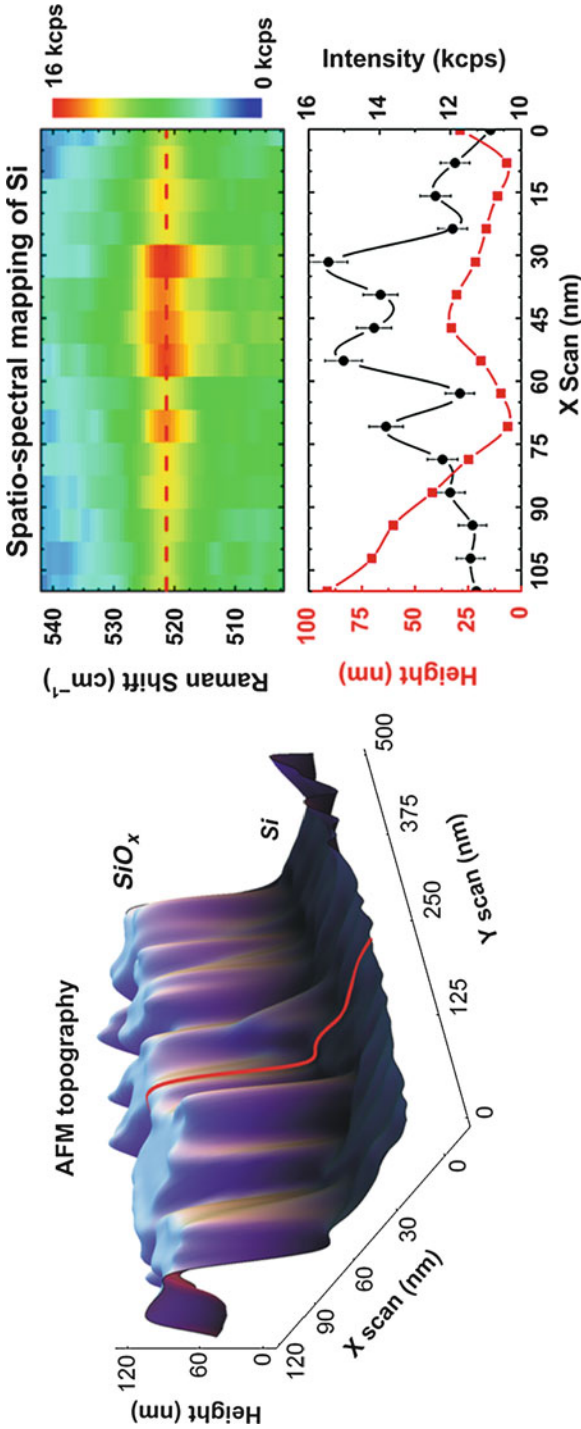 AFM topography
SiOₓ
Si
Height (nm)
120
60
0
X scan (nm)
120
90
60
30
0
Y scan (nm)
0
125
250
375
500
Spatio-spectral mapping of Si
Raman Shift (cm⁻¹)
540
530
520
510
16 kcps
0 kcps
Height (nm)
100
75
50
25
0
Intensity (kcps)
16
14
12
11
10
105
90
75
60
45
30
15
0
X Scan (nm)